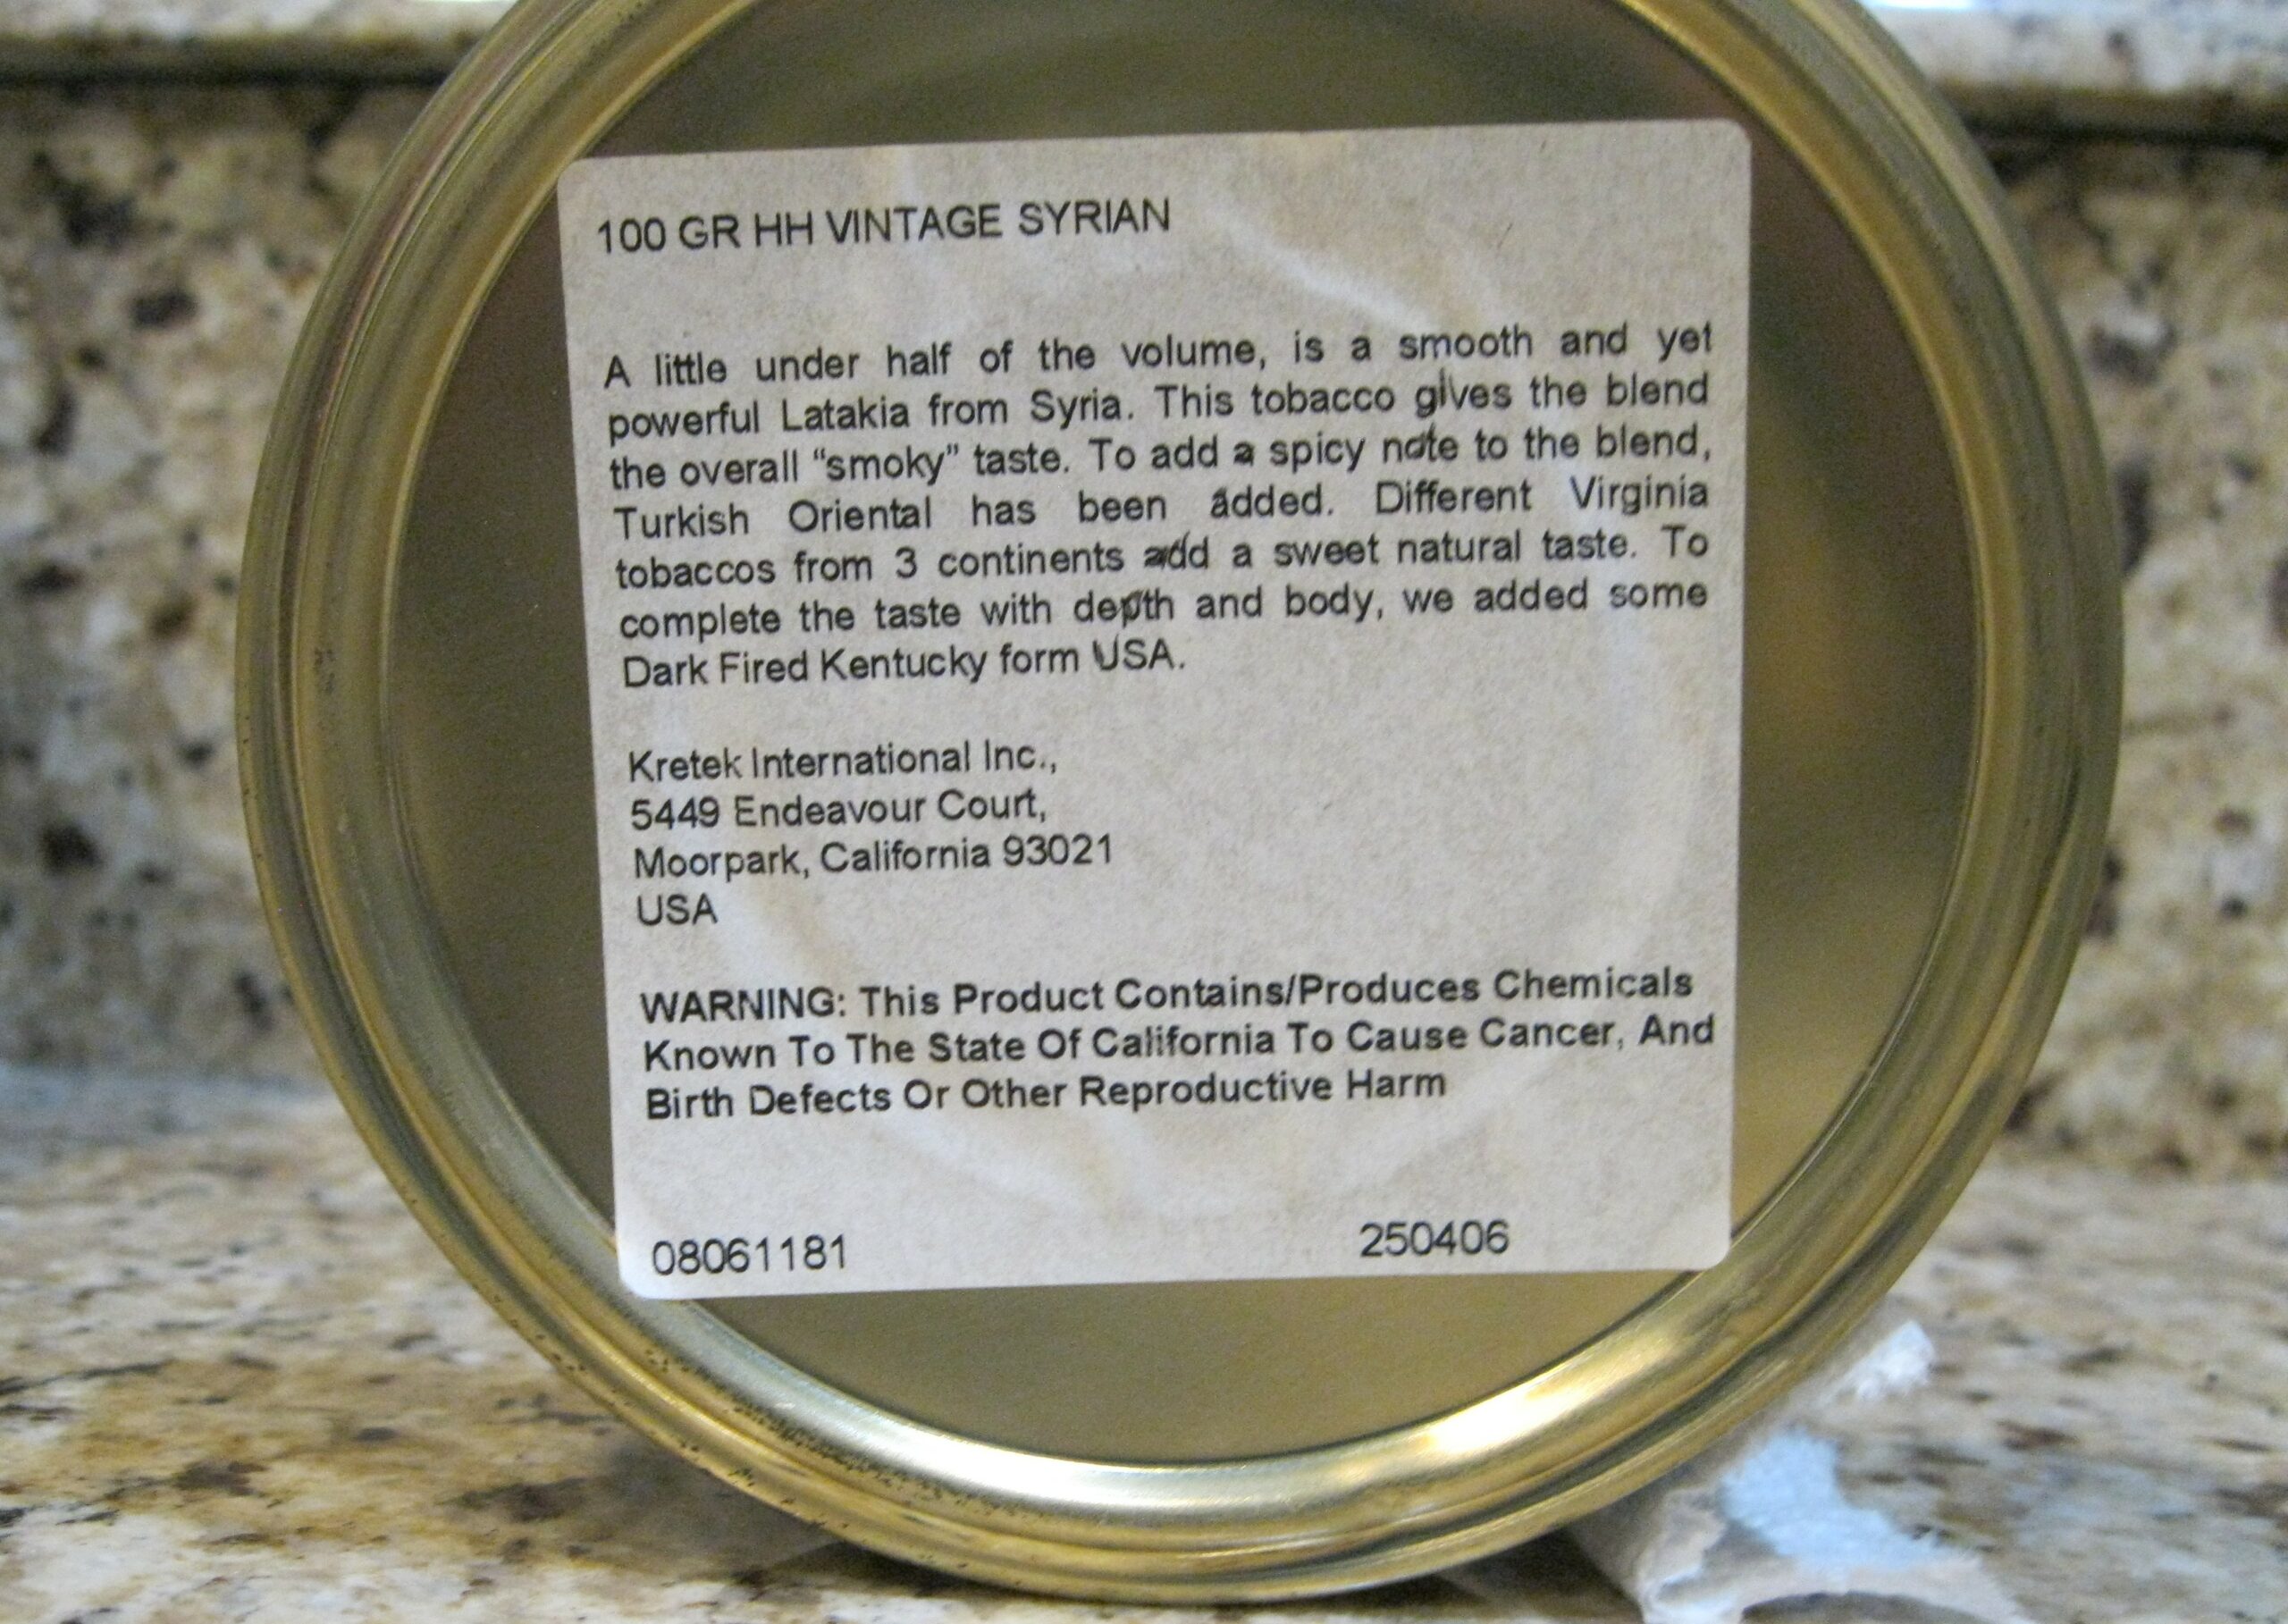 100 GR HH VINTAGE SYRIAN
A little under half of the volume, is a smooth and yet
powerful Latakia from Syria. This tobacco gives the blend
the overall “smoky” taste. To add a spicy note to the blend,
Turkish Oriental has been added. Different Virginia
tobaccos from 3 continents add a sweet natural taste. To
complete the taste with depth and body, we added some
Dark Fired Kentucky form USA.
Kretek International Inc.,
5449 Endeavour Court,
Moorpark, California 93021
USA
WARNING: This Product Contains/Produces Chemicals
Known To The State Of California To Cause Cancer, And
Birth Defects Or Other Reproductive Harm
08061181 250406